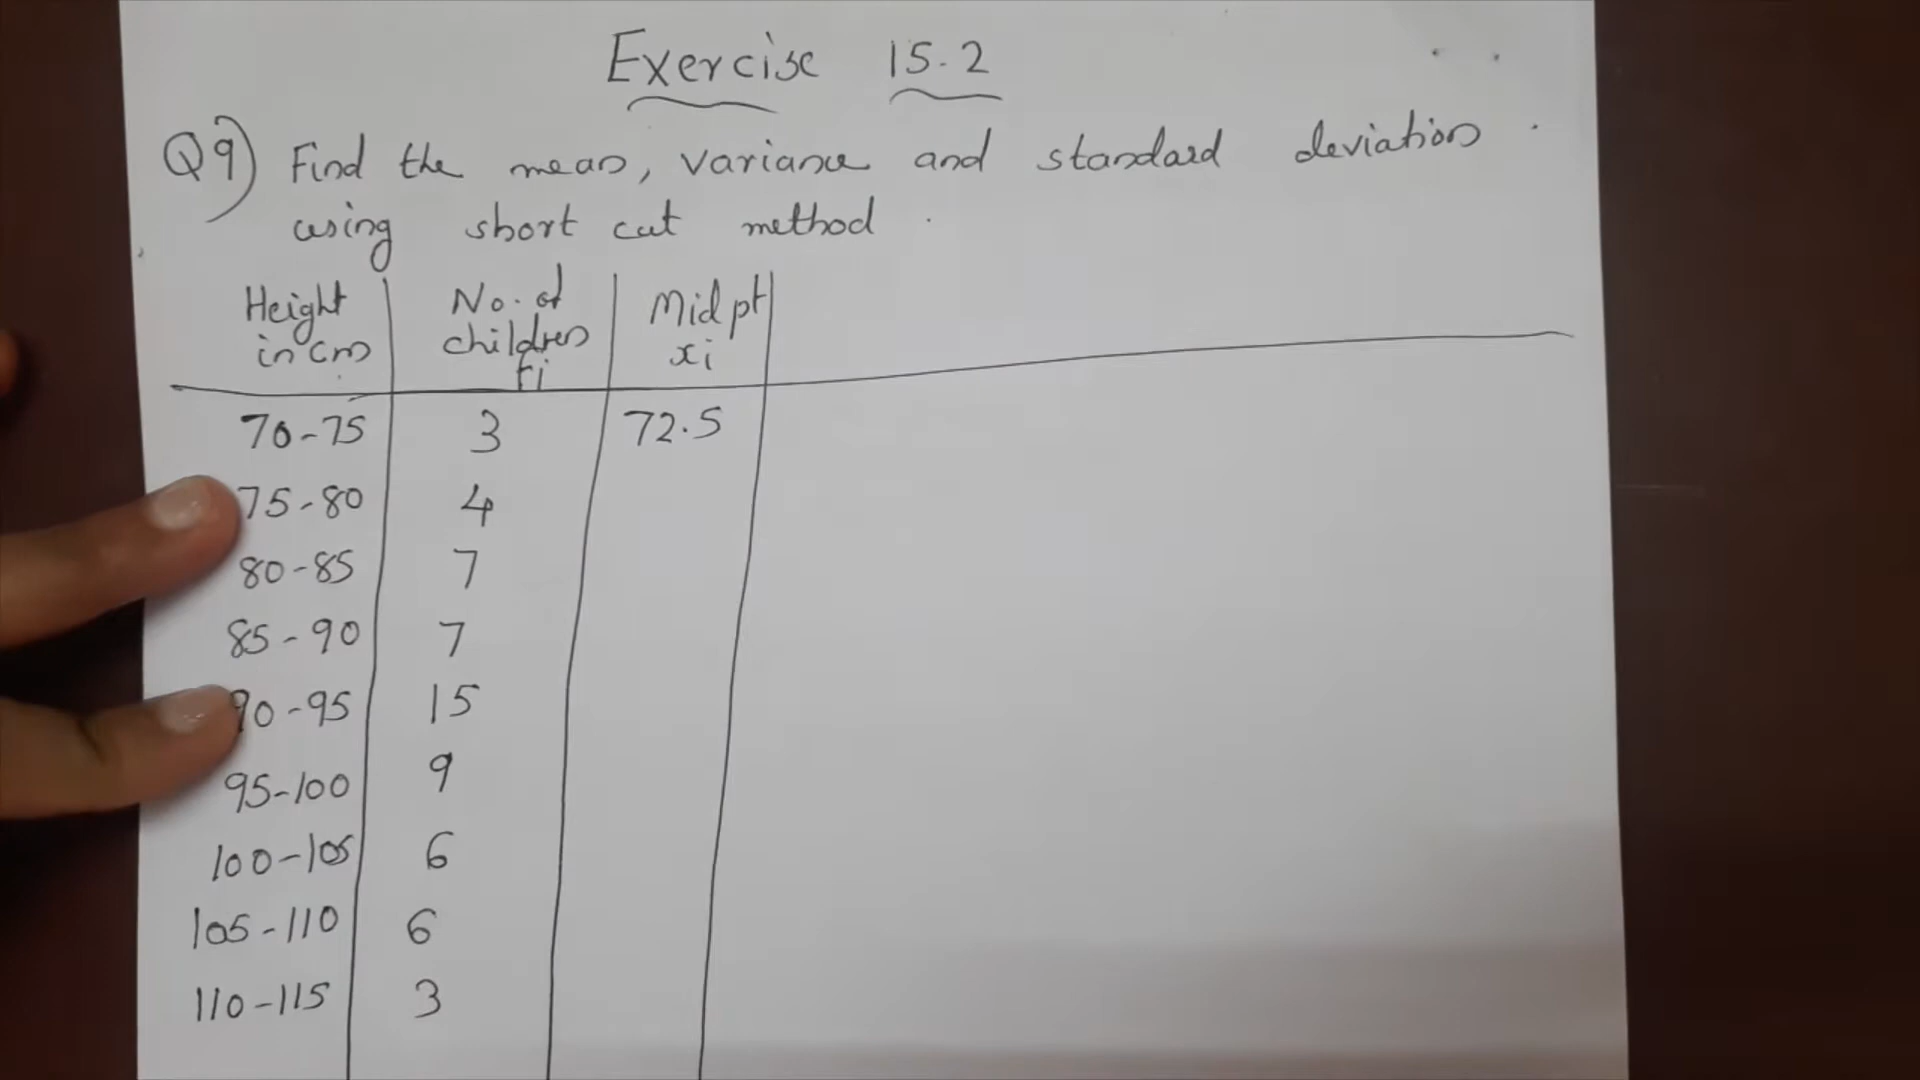 Exercise 15.2
Q9) Find the mean, variance and standard deviation.
using short cut method.
Height in cm No. of children fi Mid pt xi
70-75 3 72.5
75-80 4
80-85 7
85-90 7
90-95 15
95-100 9
100-105 6
105-110 6
110-115 3